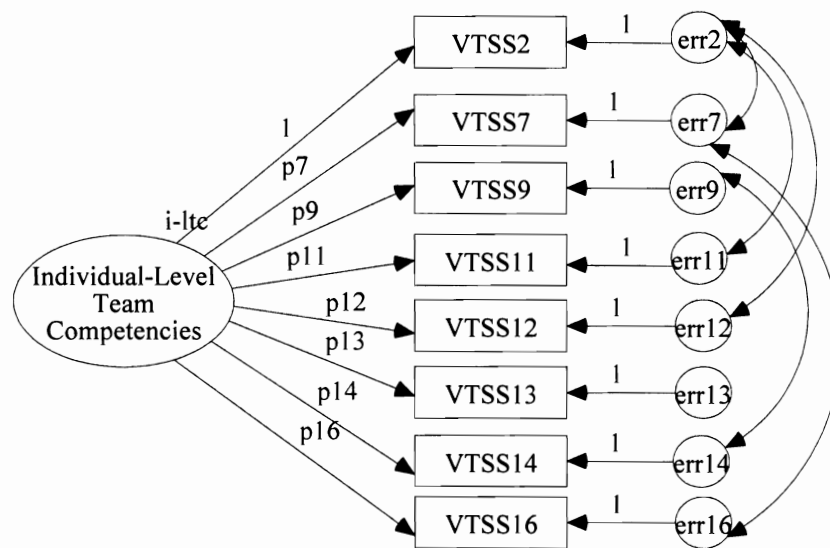 VTSS2
1
err2
1
VTSS7
1
err7
p7
VTSS9
1
err9
p9
i-ltc
p11
VTSS11
1
err11
Individual-Level
Team
Competencies
p12
VTSS12
1
err12
p13
VTSS13
1
err13
p14
p16
VTSS14
1
err14
VTSS16
1
err16